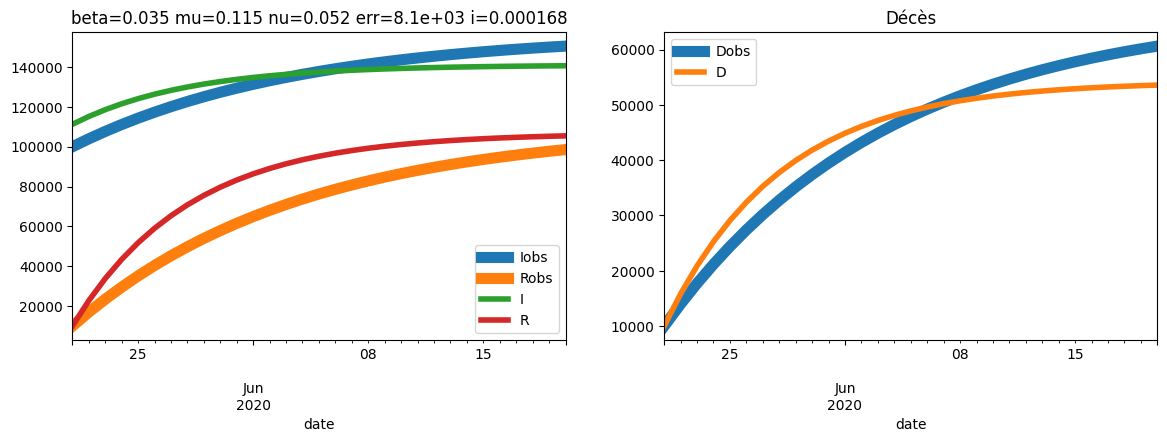 beta=0.035 mu=0.115 nu=0.052 err=8.1e+03 i=0.000168
140000
120000
100000
80000
60000
40000
20000
Iobs
Robs
I
R
25
08
15
Jun
2020
date
Décès
60000
50000
40000
30000
20000
10000
Dobs
D
25
08
15
Jun
2020
date